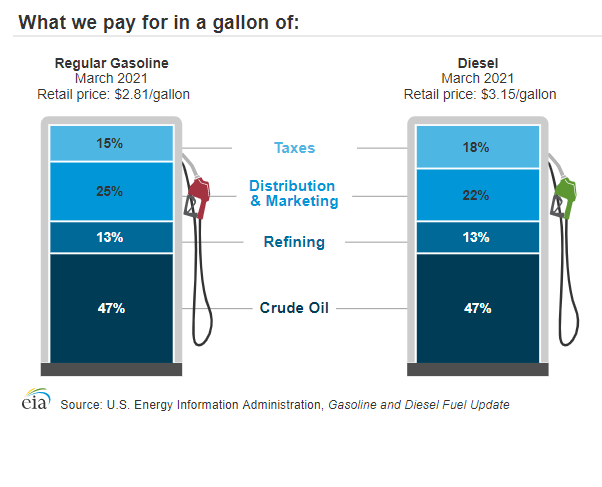 What we pay for in a gallon of:
Regular Gasoline
March 2021
Retail price: $2.81/gallon
Diesel
March 2021
Retail price: $3.15/gallon
15%
Taxes
18%
25%
Distribution
& Marketing
22%
13%
Refining
13%
47%
Crude Oil
47%
eia
Source: U.S. Energy Information Administration, Gasoline and Diesel Fuel Update